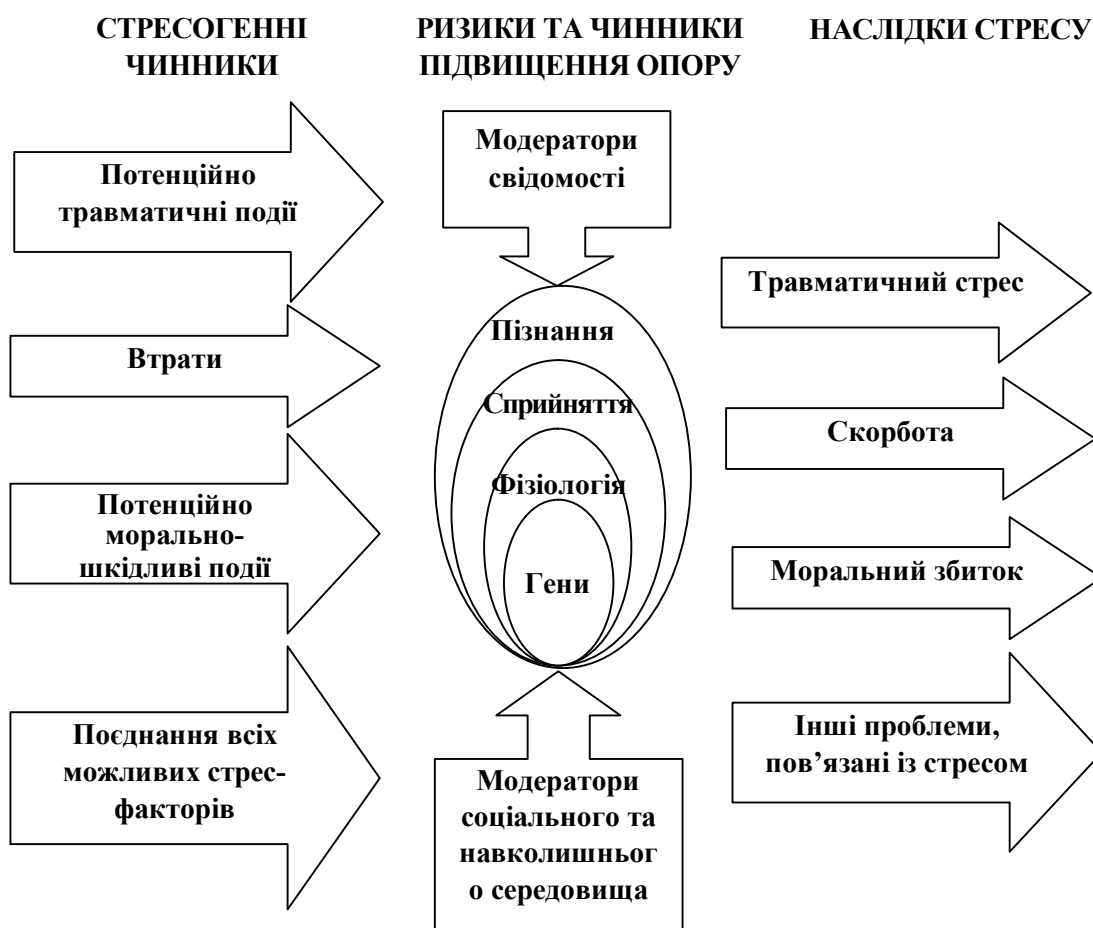 СТРЕСОГЕННІ
ЧИННИКИ
РИЗИКИ ТА ЧИННИКИ
ПІДВИЩЕННЯ ОПОРУ
НАСЛІДКИ СТРЕСУ
Потенційно
травматичні події
Втрати
Потенційно
морально-
шкідливі події
Поєднання всіх
можливих стрес-
факторів
Модератори
свідомості
Пізнання
Сприйняття
Фізіологія
Гени
Модератори
соціального та
навколишньог
о середовища
Травматичний стрес
Скорбота
Моральний збиток
Інші проблеми,
пов’язані із стресом